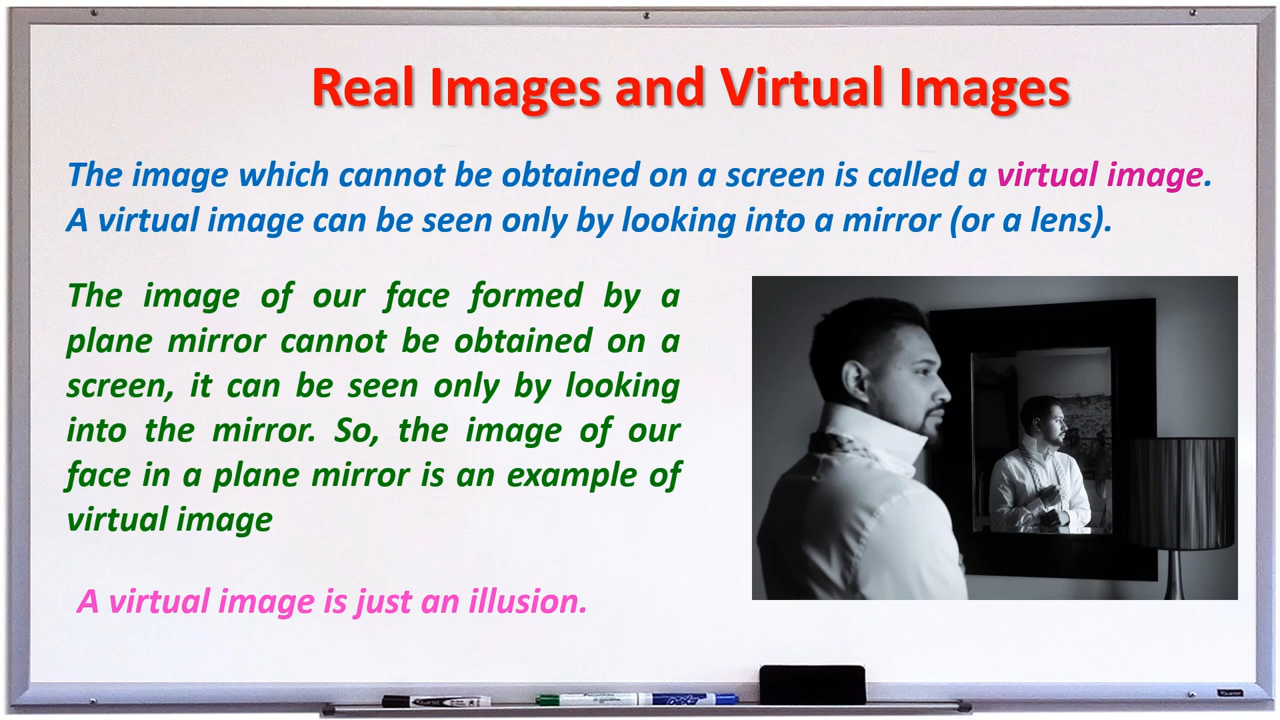 Real Images and Virtual Images
The image which cannot be obtained on a screen is called a virtual image.
A virtual image can be seen only by looking into a mirror (or a lens).
The image of our face formed by a
plane mirror cannot be obtained on a
screen, it can be seen only by looking
into the mirror. So, the image of our
face in a plane mirror is an example of
virtual image
A virtual image is just an illusion.